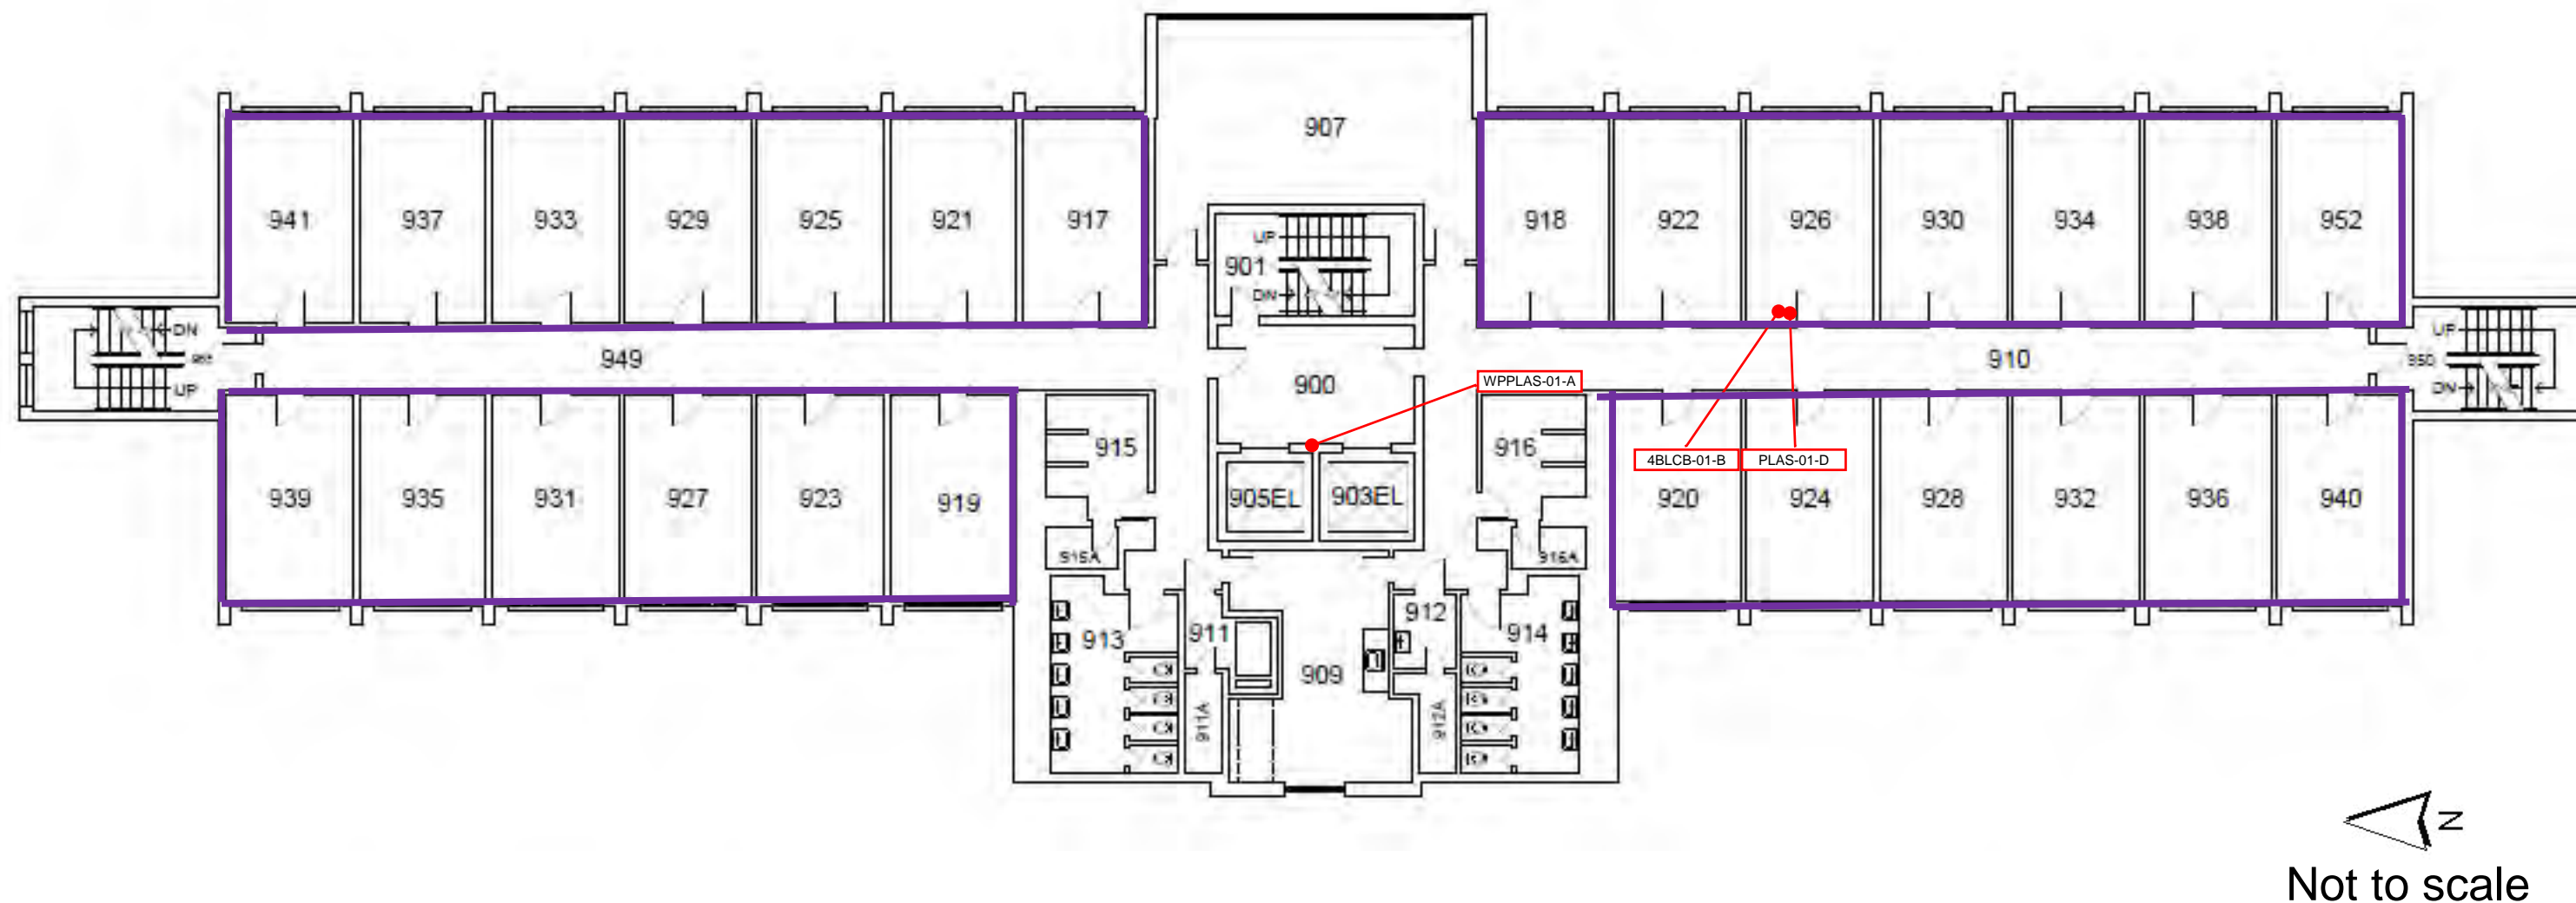 907
941 937 933 929 925 921 917
918 922 926 930 934 938 952
UP
901
DN
DN
UP
949
900
910
UP
950
DN
WPPLAS-01-A
915
916
4BLCB-01-B PLAS-01-D
939 935 931 927 923 919
905EL 903EL
920 924 928 932 936 940
915A
916A
913 911 912 914
909
911A
912A
N
Not to scale